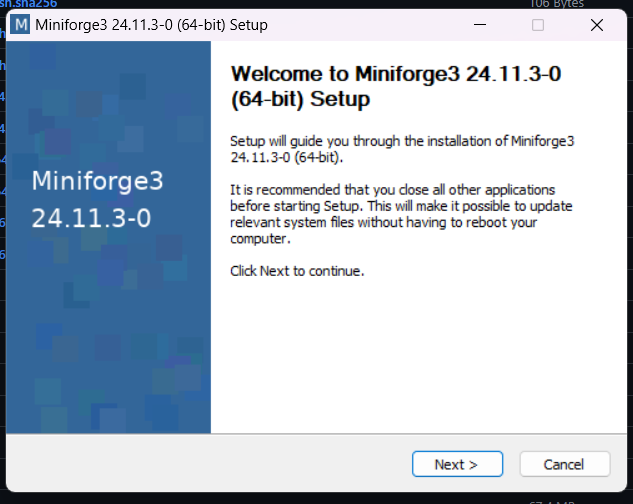 sh.sha256
106 Bytes
M Miniforge3 24.11.3-0 (64-bit) Setup
Welcome to Miniforge3 24.11.3-0
(64-bit) Setup
Setup will guide you through the installation of Miniforge3
24.11.3-0 (64-bit).
It is recommended that you close all other applications
before starting Setup. This will make it possible to update
relevant system files without having to reboot your
computer.
Click Next to continue.
Miniforge3
24.11.3-0
Next >
Cancel